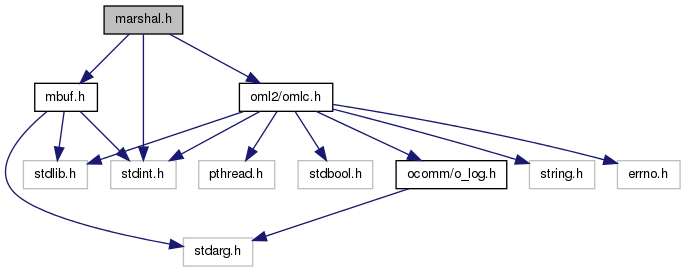 marshal.h
mbuf.h
oml2/omlc.h
stdlib.h
stdint.h
pthread.h
stdbool.h
ocomm/o_log.h
string.h
errno.h
stdarg.h